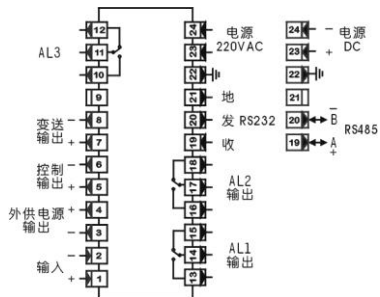 12
AL3
11
10
9
变送 - 8
输出 + 7
控制 - 6
输出 + 5
外供电源 + 4
输出 - 3
- 2
输入
+ 1
24 电源
23 220VAC
22
21 地
20 发 RS232
19 收
18
AL2
17 输出
16
15
AL1
14 输出
13
24 - 电源
23 + DC
22
21
20 B̅ RS485
19 A
+